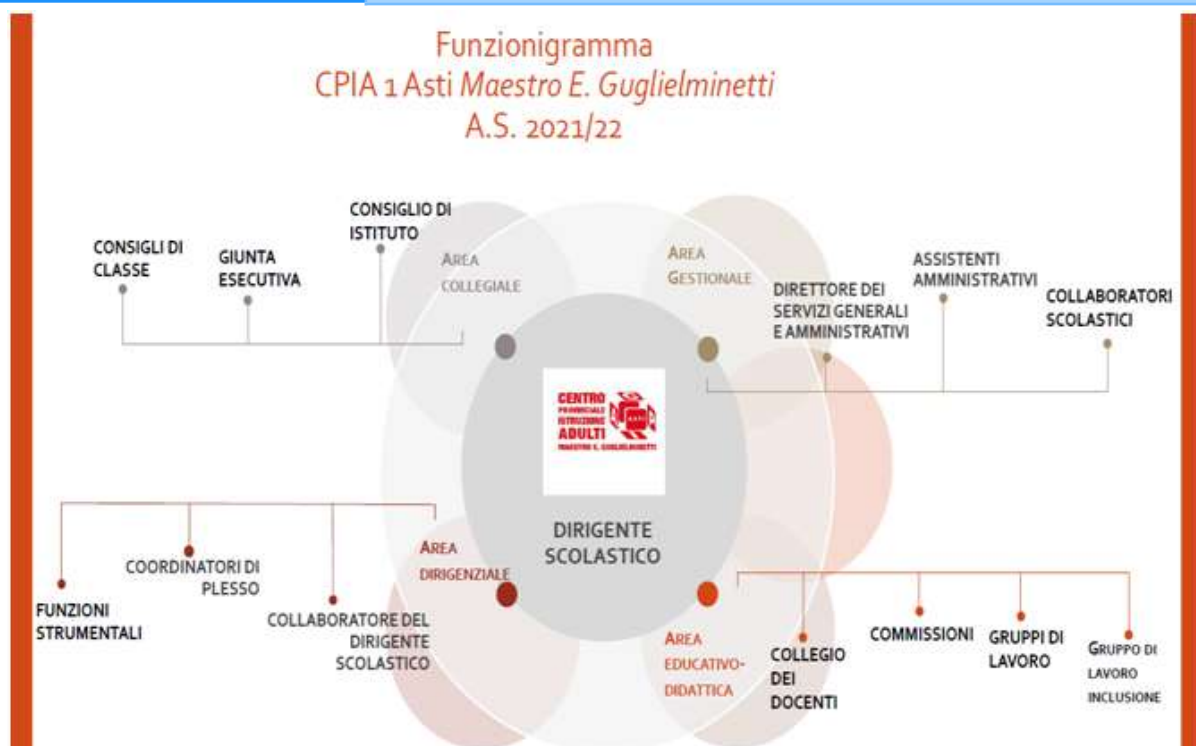 Funzionigramma
CPIA 1 Asti Maestro E. Guglielminetti
A.S. 2021/22
CONSIGLI DI
CLASSE
GIUNTA
ESECUTIVA
CONSIGLIO DI
ISTITUTO
AREA
COLLEGIALE
AREA
GESTIONALE
DIRETTORE DEI
SERVIZI GENERALI
E AMMINISTRATIVI
ASSISTENTI
AMMINISTRATIVI
COLLABORATORI
SCOLASTICI
CENTRO
PROVINCIALE
ISTRUZIONE
ADULTI
MAESTRO E. GUGLIELMINETTI
ASTI
DIRIGENTE
SCOLASTICO
FUNZIONI
STRUMENTALI
COORDINATORI DI
PLESSO
COLLABORATORE DEL
DIRIGENTE
SCOLASTICO
AREA
DIRIGENZIALE
AREA
EDUCATIVO-
DIDATTICA
COLLEGIO
DEI
DOCENTI
COMMISSIONI
GRUPPI DI
LAVORO
GRUPPO DI
LAVORO
INCLUSIONE